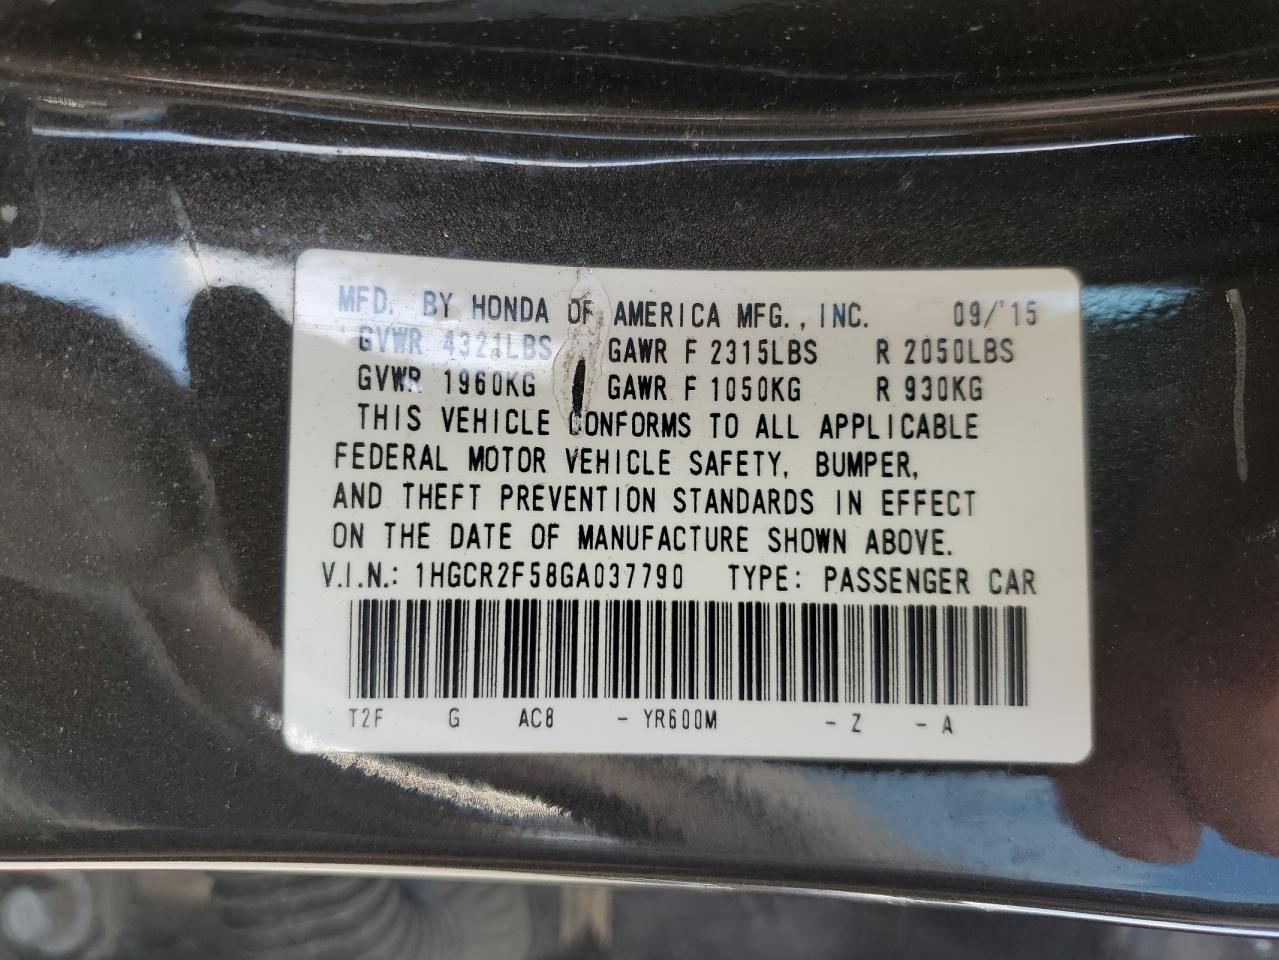 MFD. BY HONDA OF AMERICA MFG., INC. 09/'15
GVWR 4321LBS GAWR F 2315LBS R 2050LBS
GVWR 1960KG GAWR F 1050KG R 930KG
THIS VEHICLE CONFORMS TO ALL APPLICABLE
FEDERAL MOTOR VEHICLE SAFETY, BUMPER,
AND THEFT PREVENTION STANDARDS IN EFFECT
ON THE DATE OF MANUFACTURE SHOWN ABOVE.
V.I.N.: 1HGCR2F58GA037790 TYPE: PASSENGER CAR
T2F G AC8 - YR600M - Z - A